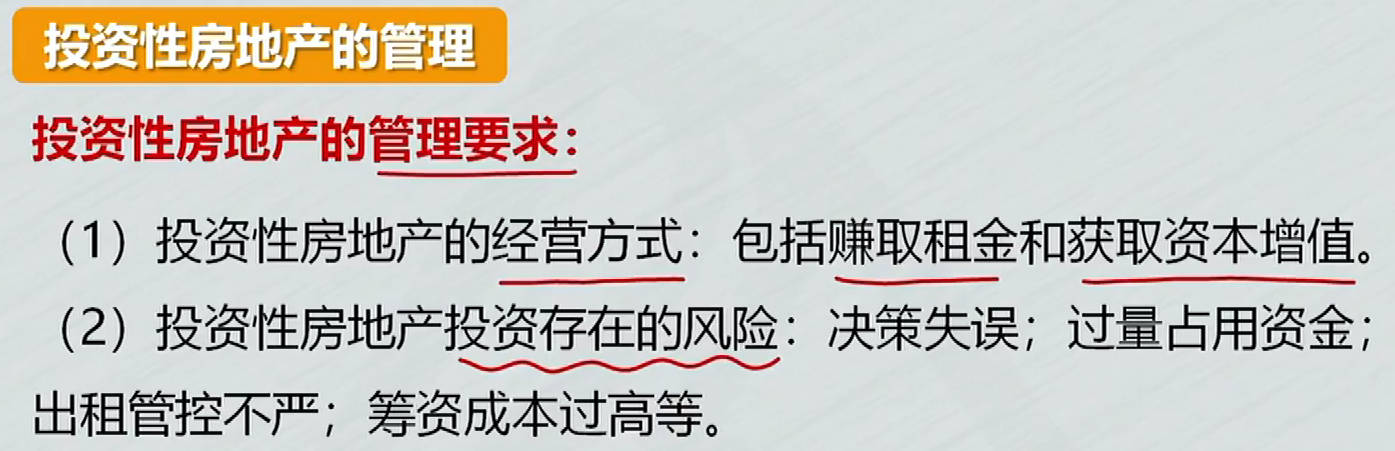 投资性房地产的管理
投资性房地产的管理要求：
（1）投资性房地产的经营方式：包括赚取租金和获取资本增值。
（2）投资性房地产投资存在的风险：决策失误；过量占用资金；
出租管控不严；筹资成本过高等。